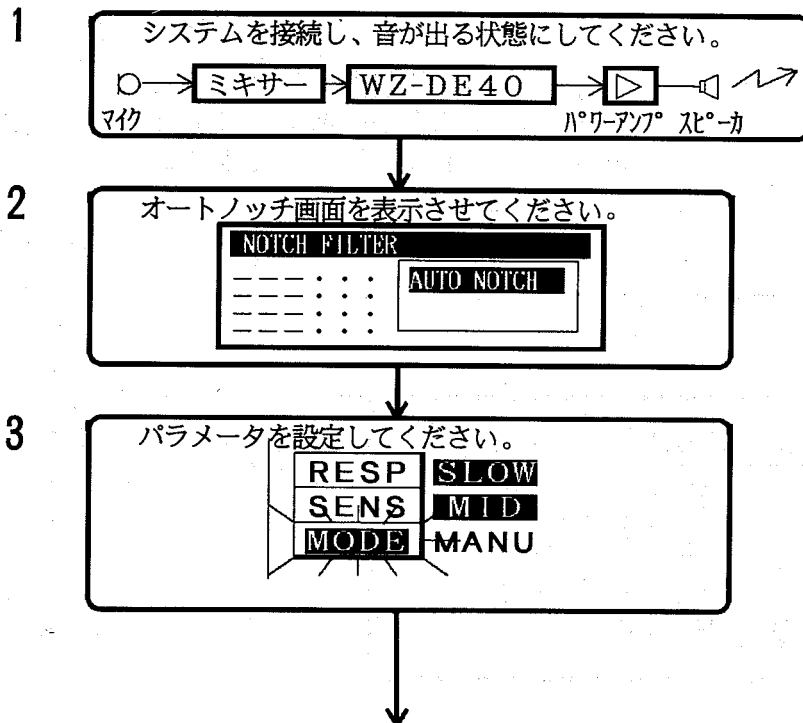 1
システムを接続し、音が出る状態にしてください。
ミキサー WZ-DE40
マイク パワーアンプ スピーカ
2
オートノッチ画面を表示させてください。
NOTCH FILTER
AUTO NOTCH
3
パラメータを設定してください。
RESP SLOW
SENS MID
MODE MANU